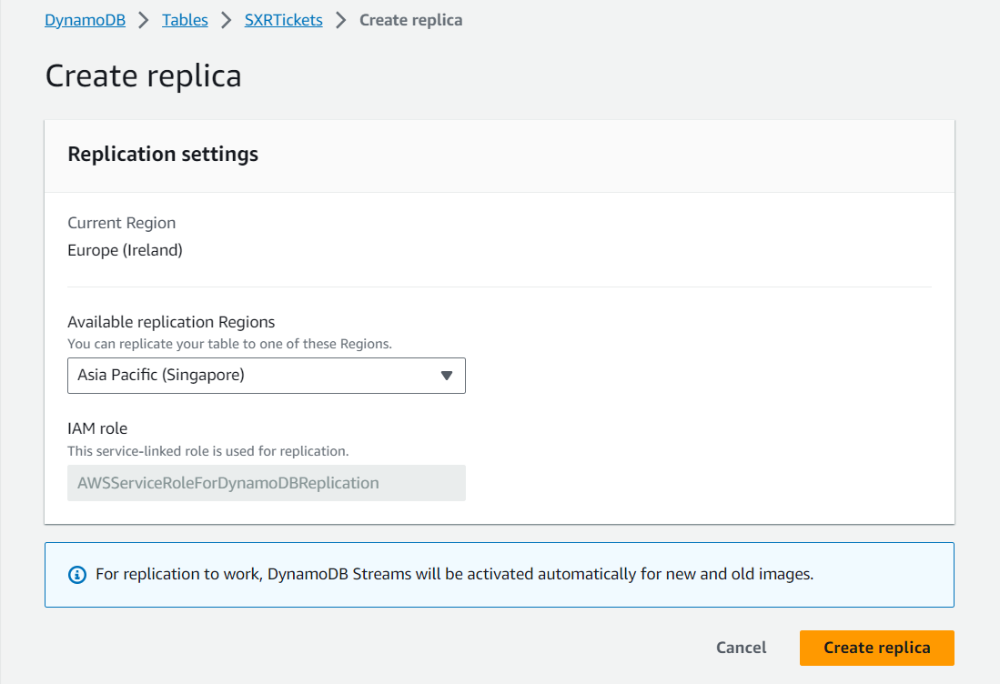 DynamoDB > Tables > SXRTickets > Create replica
Create replica
Replication settings
Current Region
Europe (Ireland)
Available replication Regions
You can replicate your table to one of these Regions.
Asia Pacific (Singapore)
IAM role
This service-linked role is used for replication.
AWSServiceRoleForDynamoDBReplication
For replication to work, DynamoDB Streams will be activated automatically for new and old images.
Cancel Create replica